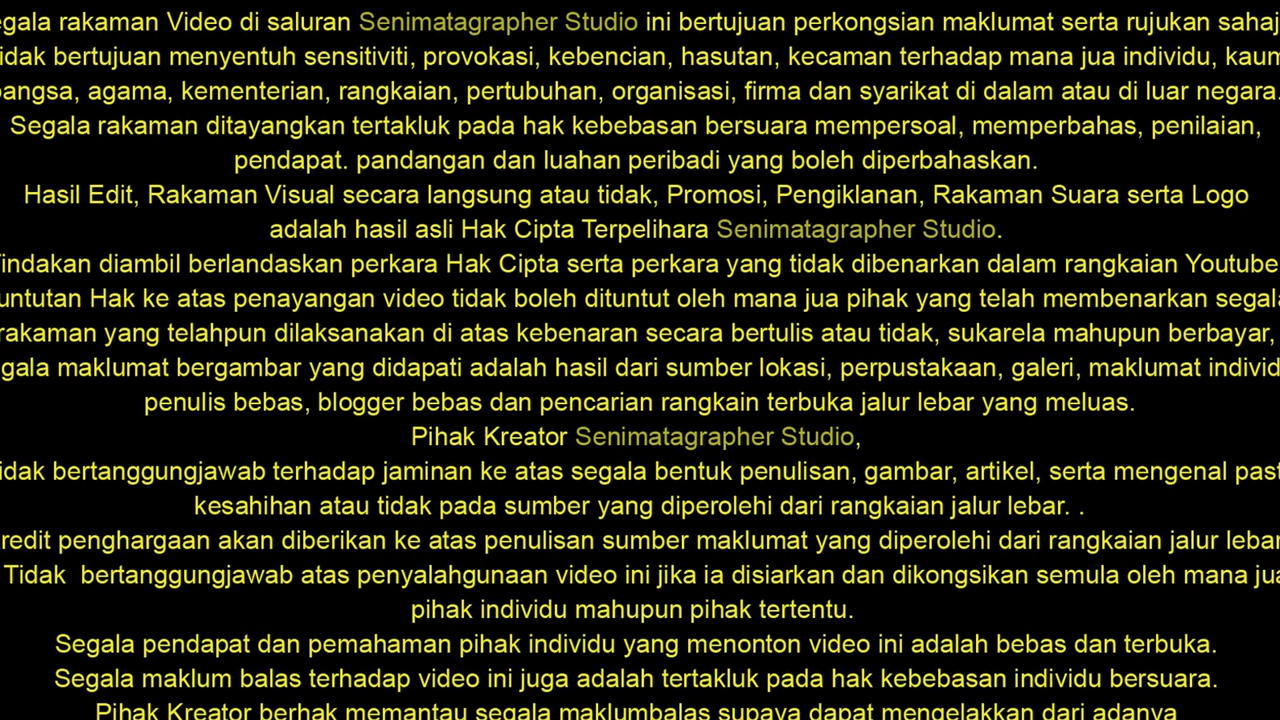 egala rakaman Video di saluran Senimatagrapher Studio ini bertujuan perkongsian maklumat serta rujukan sahaj
idak bertujuan menyentuh sensitiviti, provokasi, kebencian, hasutan, kecaman terhadap mana jua individu, kaum
bangsa, agama, kementerian, rangkaian, pertubuhan, organisasi, firma dan syarikat di dalam atau di luar negara.
Segala rakaman ditayangkan tertakluk pada hak kebebasan bersuara mempersoal, memperbahas, penilaian,
pendapat. pandangan dan luahan peribadi yang boleh diperbahaskan.
Hasil Edit, Rakaman Visual secara langsung atau tidak, Promosi, Pengiklanan, Rakaman Suara serta Logo
adalah hasil asli Hak Cipta Terpelihara Senimatagrapher Studio.
Tindakan diambil berlandaskan perkara Hak Cipta serta perkara yang tidak dibenarkan dalam rangkaian Youtube
untutan Hak ke atas penayangan video tidak boleh dituntut oleh mana jua pihak yang telah membenarkan segala
rakaman yang telahpun dilaksanakan di atas kebenaran secara bertulis atau tidak, sukarela mahupun berbayar,
gala maklumat bergambar yang didapati adalah hasil dari sumber lokasi, perpustakaan, galeri, maklumat individ
penulis bebas, blogger bebas dan pencarian rangkain terbuka jalur lebar yang meluas.
Pihak Kreator Senimatagrapher Studio,
idak bertanggungjawab terhadap jaminan ke atas segala bentuk penulisan, gambar, artikel, serta mengenal past
kesahihan atau tidak pada sumber yang diperolehi dari rangkaian jalur lebar. .
redit penghargaan akan diberikan ke atas penulisan sumber maklumat yang diperolehi dari rangkaian jalur lebar
Tidak bertanggungjawab atas penyalahgunaan video ini jika ia disiarkan dan dikongsikan semula oleh mana jua
pihak individu mahupun pihak tertentu.
Segala pendapat dan pemahaman pihak individu yang menonton video ini adalah bebas dan terbuka.
Segala maklum balas terhadap video ini juga adalah tertakluk pada hak kebebasan individu bersuara.
Pihak Kreator berhak memantau segala maklumbalas supaya dapat mengelakkan dari adanya